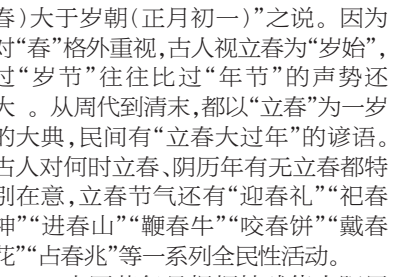 春)大于岁朝(正月初一)”之说。因为
对“春”格外重视,古人视立春为“岁始”,
过“岁节”往往比过“年节”的声势还
大 。从周代到清末,都以“立春”为一岁
的大典,民间有“立春大过年”的谚语。
古人对何时立春、阴历年有无立春都特
别在意,立春节气还有“迎春礼”“祀春
神”“进春山”“鞭春牛”“咬春饼”“戴春
花”“占春兆”等一系列全民性活动。